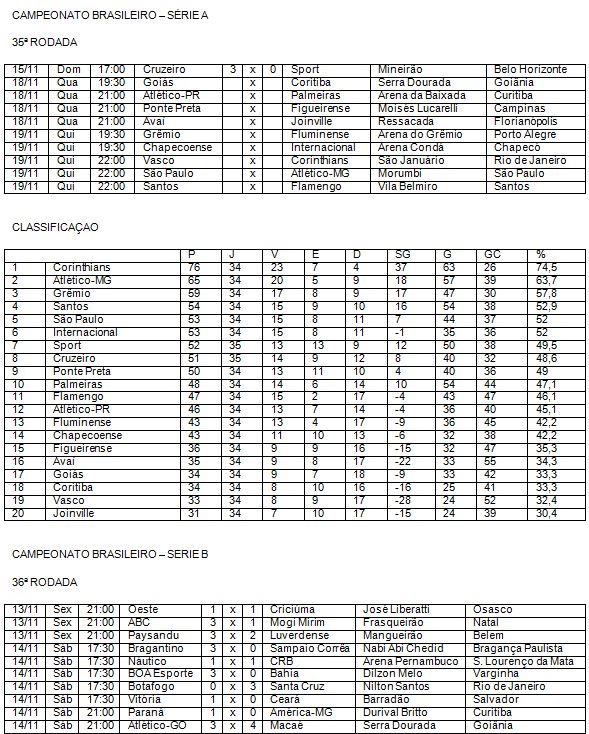 CAMPEONATO BRASILEIRO – SÉRIE A
35ª RODADA
15/11 Dom 17:00 Cruzeiro 3 x 0 Sport Mineirão Belo Horizonte
18/11 Qua 19:30 Goiás x Coritiba Serra Dourada Goiânia
18/11 Qua 21:00 Atlético-PR x Palmeiras Arena da Baixada Curitiba
18/11 Qua 21:00 Ponte Preta x Figueirense Moisés Lucarelli Campinas
18/11 Qua 21:00 Avaí x Joinville Ressacada Florianópolis
19/11 Qui 19:30 Grêmio x Fluminense Arena do Grêmio Porto Alegre
19/11 Qui 19:30 Chapecoense x Internacional Arena Condá Chapecó
19/11 Qui 22:00 Vasco x Corinthians São Januário Rio de Janeiro
19/11 Qui 22:00 São Paulo x Atlético-MG Morumbi São Paulo
19/11 Qui 22:00 Santos x Flamengo Vila Belmiro Santos
CLASSIFICAÇAO
P J V E D SG G GC %
1 Corinthians 76 34 23 7 4 37 63 26 74,5
2 Atlético-MG 65 34 20 5 9 18 57 39 63,7
3 Grêmio 59 34 17 8 9 17 47 30 57,8
4 Santos 54 34 15 9 10 16 54 38 52,9
5 São Paulo 53 34 15 8 11 7 44 37 52
6 Internacional 53 34 15 8 11 -1 35 36 52
7 Sport 52 35 13 13 9 12 50 38 49,5
8 Cruzeiro 51 35 14 9 12 8 40 32 48,6
9 Ponte Preta 50 34 13 11 10 4 40 36 49
10 Palmeiras 48 34 14 6 14 10 54 44 47,1
11 Flamengo 47 34 15 2 17 -4 43 47 46,1
12 Atlético-PR 46 34 13 7 14 -4 36 40 45,1
13 Fluminense 43 34 13 4 17 -9 36 45 42,2
14 Chapecoense 43 34 11 10 13 -6 32 38 42,2
15 Figueirense 36 34 9 9 16 -15 32 47 35,3
16 Avaí 35 34 9 8 17 -22 33 55 34,3
17 Goiás 34 34 9 7 18 -9 33 42 33,3
18 Coritiba 34 34 8 10 16 -16 25 41 33,3
19 Vasco 33 34 8 9 17 -28 24 52 32,4
20 Joinville 31 34 7 10 17 -15 24 39 30,4
CAMPEONATO BRASILEIRO – SERIE B
36ª RODADA
13/11 Sex 21:00 Oeste 1 x 1 Criciúma José Liberatti Osasco
13/11 Sex 21:00 ABC 3 x 1 Mogi Mirim Frasqueirão Natal
13/11 Sex 21:00 Paysandu 3 x 2 Luverdense Mangueirão Belem
14/11 Sáb 17:30 Bragantino 3 x 0 Sampaio Corrêa Nabi Abi Chedid Bragança Paulista
14/11 Sáb 17:30 Náutico 1 x 1 CRB Arena Pernambuco S. Lourenço da Mata
14/11 Sáb 17:30 BOA Esporte 3 x 0 Bahia Dilzon Melo Varginha
14/11 Sáb 17:30 Botafogo 0 x 3 Santa Cruz Nilton Santos Rio de Janeiro
14/11 Sáb 17:30 Vitória 1 x 0 Ceará Barradão Salvador
14/11 Sáb 21:00 Paraná 1 x 0 América-MG Durival Britto Curitiba
14/11 Sáb 21:00 Atlético-GO 3 x 4 Macaé Serra Dourada Goiânia